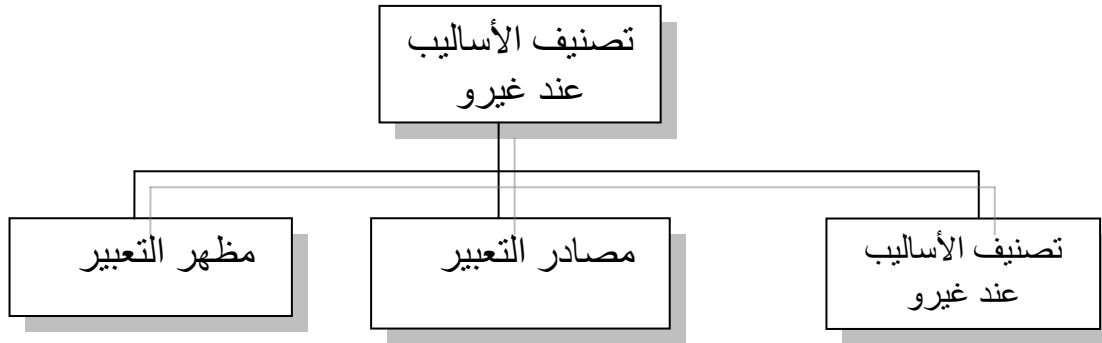 تصنيف الأساليب
عند غيرو
تصنيف الأساليب
عند غيرو
مصادر التعبير
مظهر التعبير